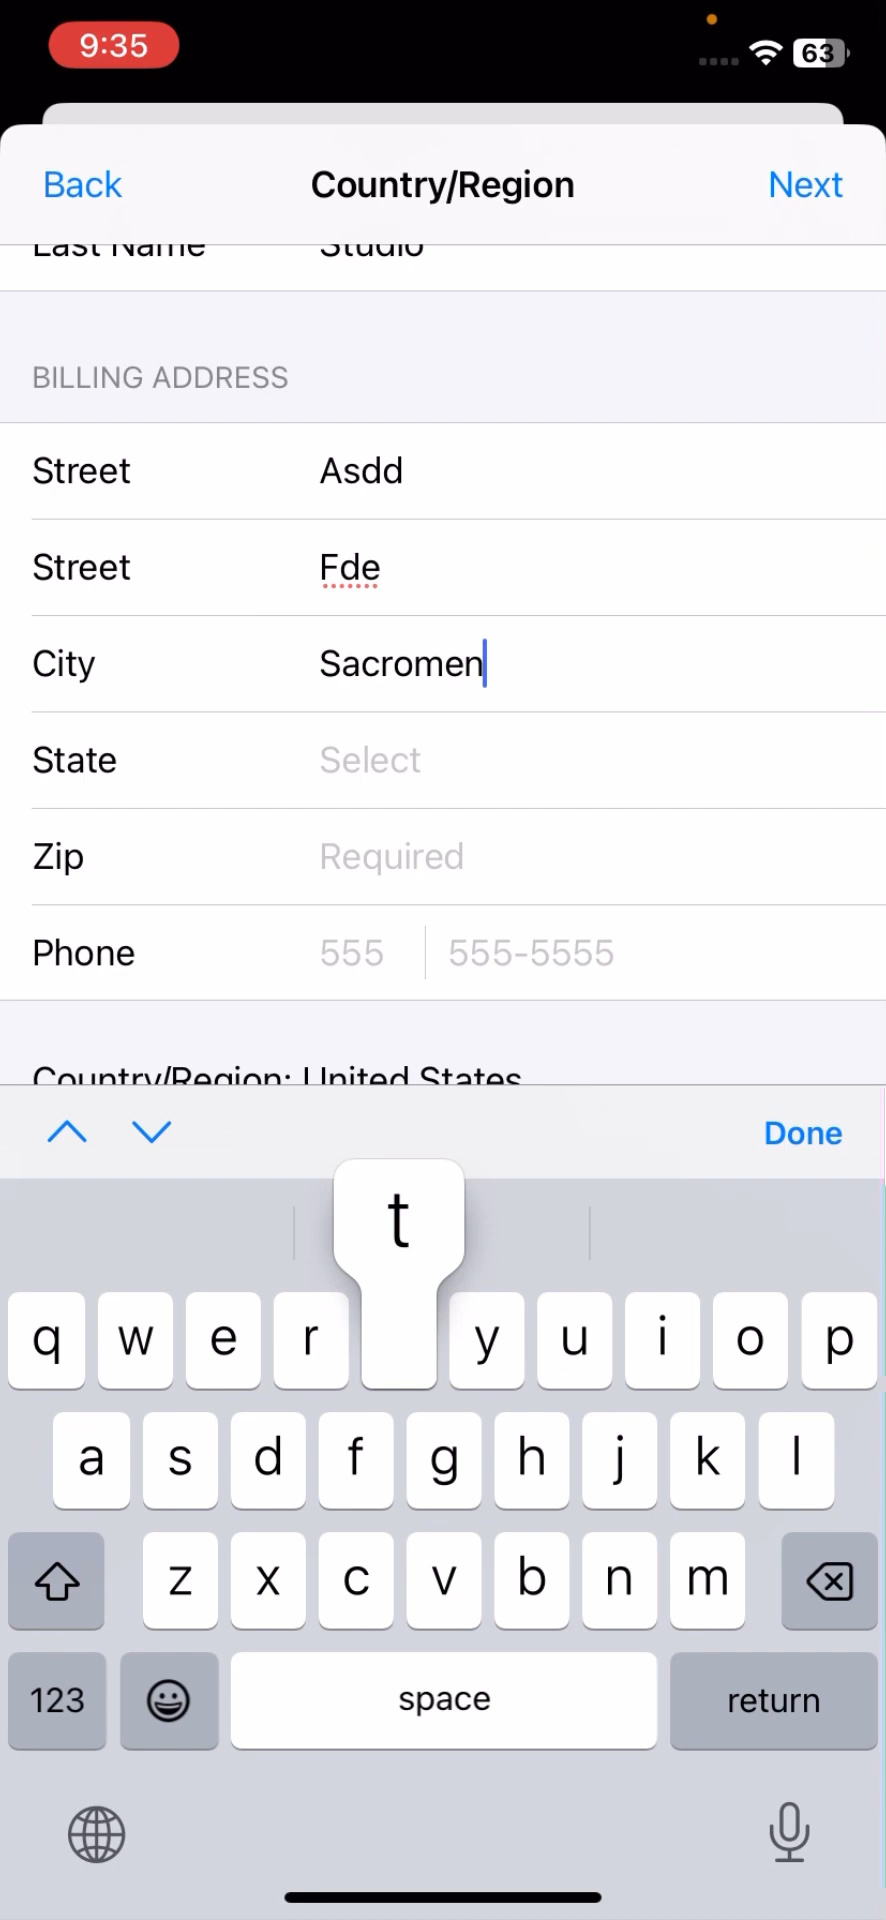 9:35
63
Back Country/Region Next
Last Name Studio
BILLING ADDRESS
Street Asdd
Street Fde
City Sacromen
State Select
Zip Required
Phone 555 555-5555
Country/Region: United States
Done
t
q w e r y u i o p
a s d f g h j k l
z x c v b n m
123 space return